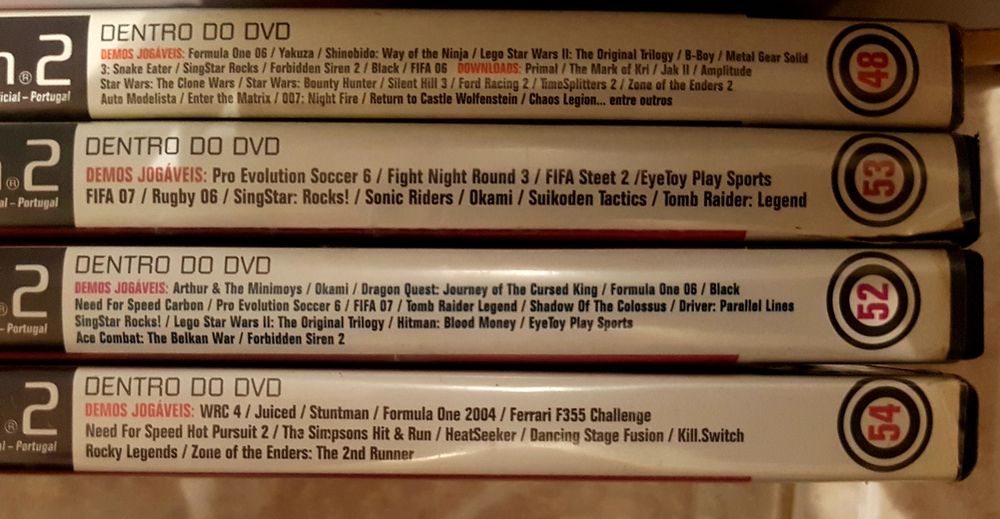 n.®2
icial - Portugal
DENTRO DO DVD
DEMOS JOGÁVEIS: Formula One 06 / Yakuza / Shinobido: Way of the Ninja / Lego Star Wars II: The Original Trilogy / B-Boy / Metal Gear Solid
3: Snake Eater / SingStar Rocks / Forbidden Siren 2 / Black / FIFA 06 DOWNLOADS: Primal / The Mark of Kri / Jak II / Amplitude
Star Wars: The Clone Wars / Star Wars: Bounty Hunter / Silent Hill 3 / Ford Racing 2 / TimeSplitters 2 / Zone of the Enders 2
Auto Modelista / Enter the Matrix / 007: Night Fire / Return to Castle Wolfenstein / Chaos Legion... entre outros
48
®2
al - Portugal
DENTRO DO DVD
DEMOS JOGÁVEIS: Pro Evolution Soccer 6 / Fight Night Round 3 / FIFA Steet 2 /EyeToy Play Sports
FIFA 07 / Rugby 06 / SingStar: Rocks! / Sonic Riders / Okami / Suikoden Tactics / Tomb Raider: Legend
53
®2
- Portugal
DENTRO DO DVD
DEMOS JOGÁVEIS: Arthur & The Minimoys / Okami / Dragon Quest: Journey of The Cursed King / Formula One 06 / Black
Need For Speed Carbon / Pro Evolution Soccer 6 / FIFA 07 / Tomb Raider Legend / Shadow Of The Colossus / Driver: Parallel Lines
SingStar Rocks! / Lego Star Wars II: The Original Trilogy / Hitman: Blood Money / EyeToy Play Sports
Ace Combat: The Belkan War / Forbidden Siren 2
52
®2
l - Portugal
DENTRO DO DVD
DEMOS JOGÁVEIS: WRC 4 / Juiced / Stuntman / Formula One 2004 / Ferrari F355 Challenge
Need For Speed Hot Pursuit 2 / The Simpsons Hit & Run / HeatSeeker / Dancing Stage Fusion / Kill.Switch
Rocky Legends / Zone of the Enders: The 2nd Runner
54